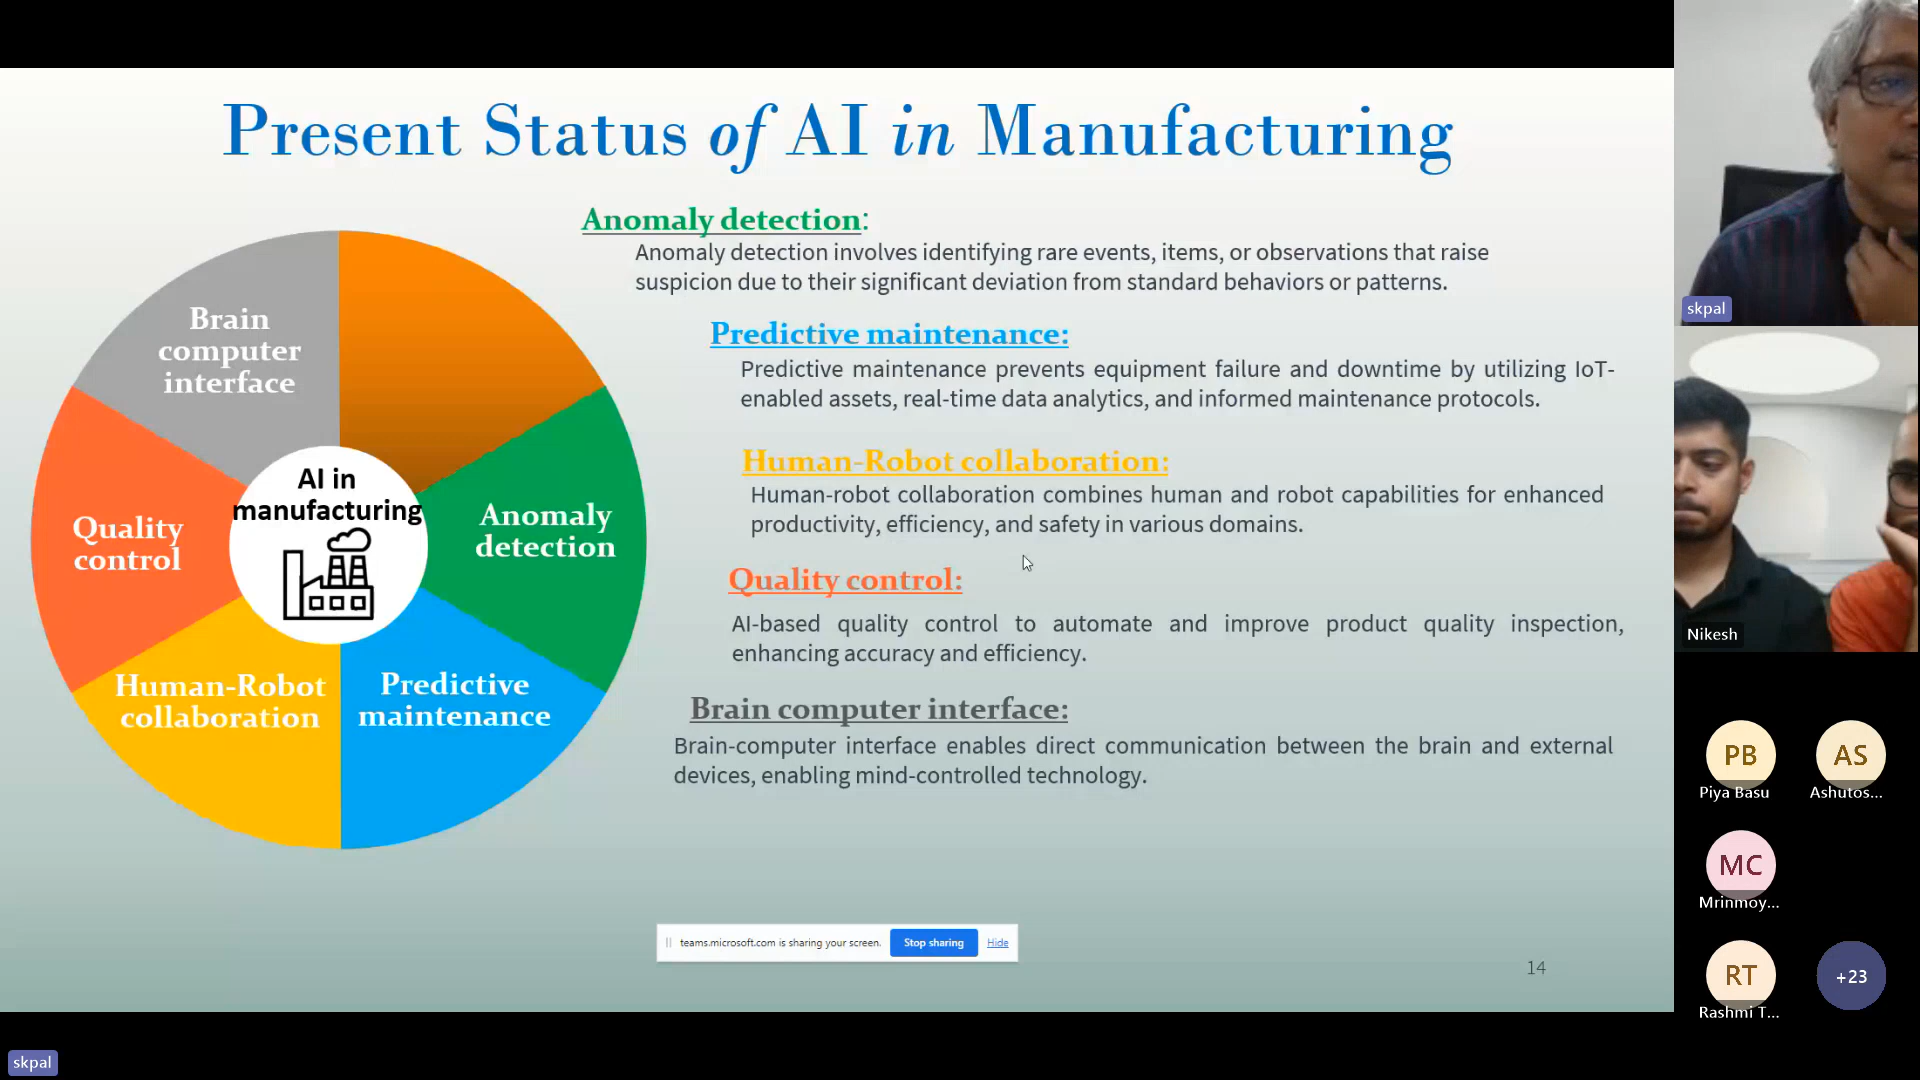 Present Status of AI in Manufacturing
Anomaly detection:
Anomaly detection involves identifying rare events, items, or observations that raise
suspicion due to their significant deviation from standard behaviors or patterns.
Predictive maintenance:
Predictive maintenance prevents equipment failure and downtime by utilizing IoT-
enabled assets, real-time data analytics, and informed maintenance protocols.
Human-Robot collaboration:
Human-robot collaboration combines human and robot capabilities for enhanced
productivity, efficiency, and safety in various domains.
Quality control:
AI-based quality control to automate and improve product quality inspection,
enhancing accuracy and efficiency.
Brain computer interface:
Brain-computer interface enables direct communication between the brain and external
devices, enabling mind-controlled technology.
Brain
computer
interface
Quality
control
AI in
manufacturing
Anomaly
detection
Human-Robot
collaboration
Predictive
maintenance
teams.microsoft.com is sharing your screen.
Stop sharing
Hide
14
skpal
Nikesh
PB
Piya Basu
AS
Ashutos...
MC
Mrinmoy...
RT
Rashmi T...
+23
skpal